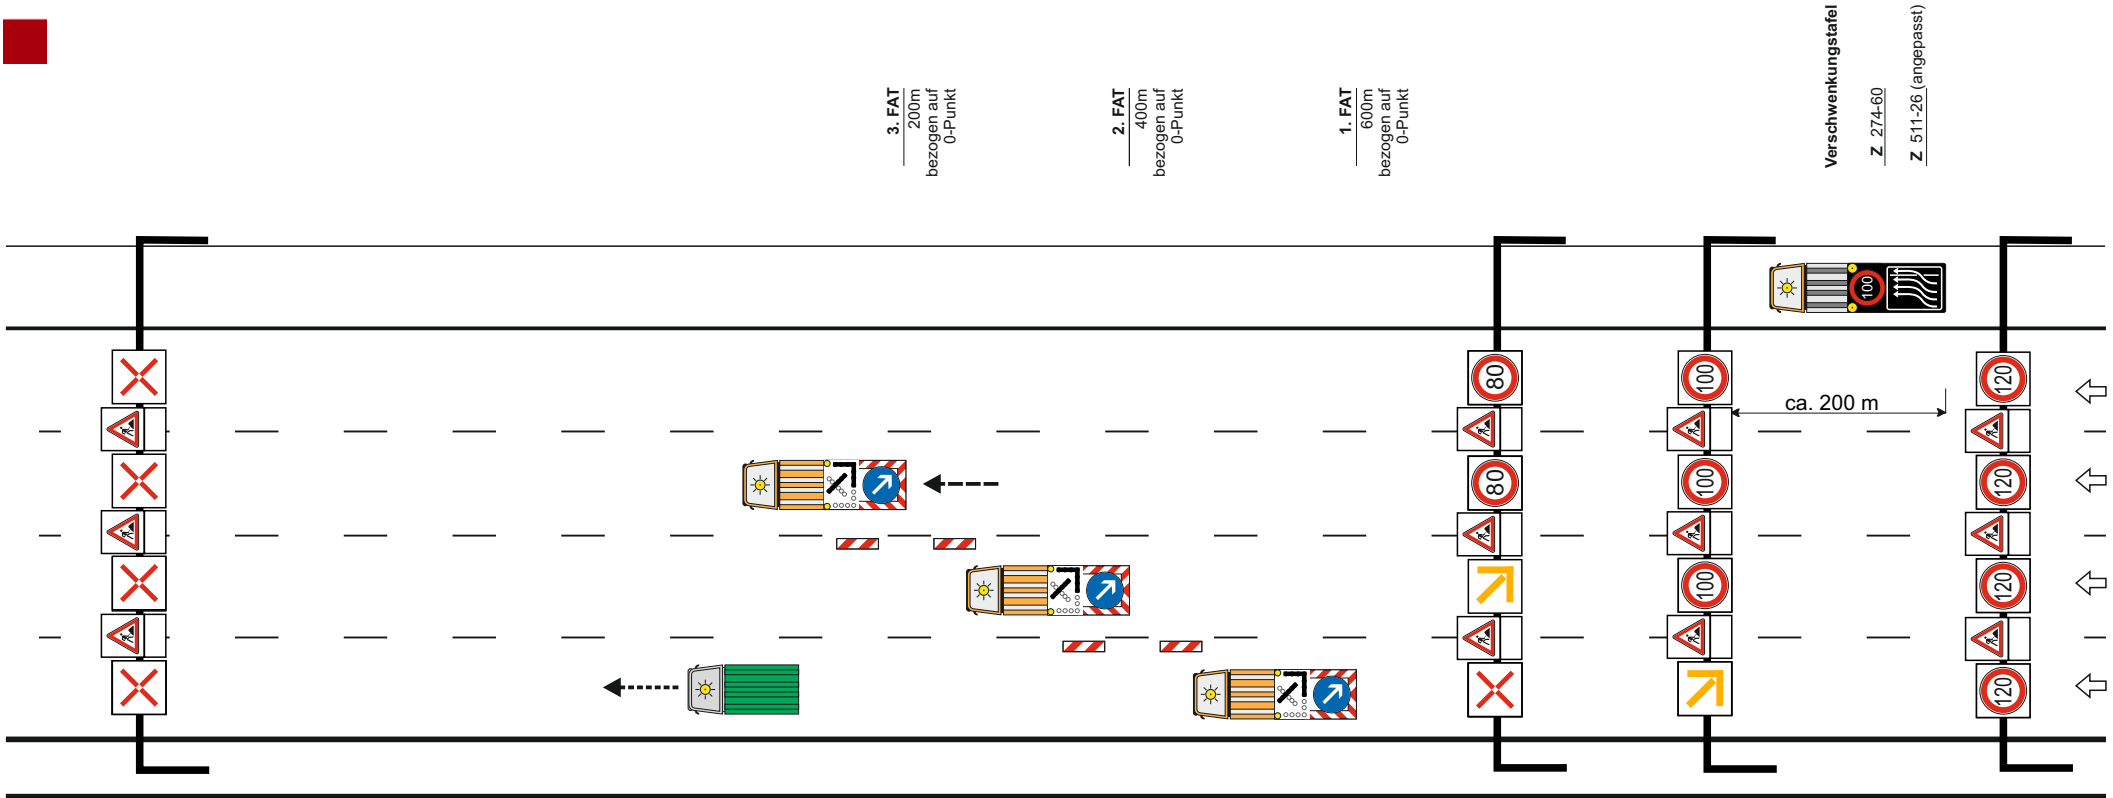 3. FAT
200m
bezogen auf
0-Punkt
2. FAT
400m
bezogen auf
0-Punkt
1. FAT
600m
bezogen auf
0-Punkt
Verschwenkungstafel
Z 274-60
Z 511-26 (angepasst)
100
80
100
120
ca. 200 m
80
100
120
100
120
120